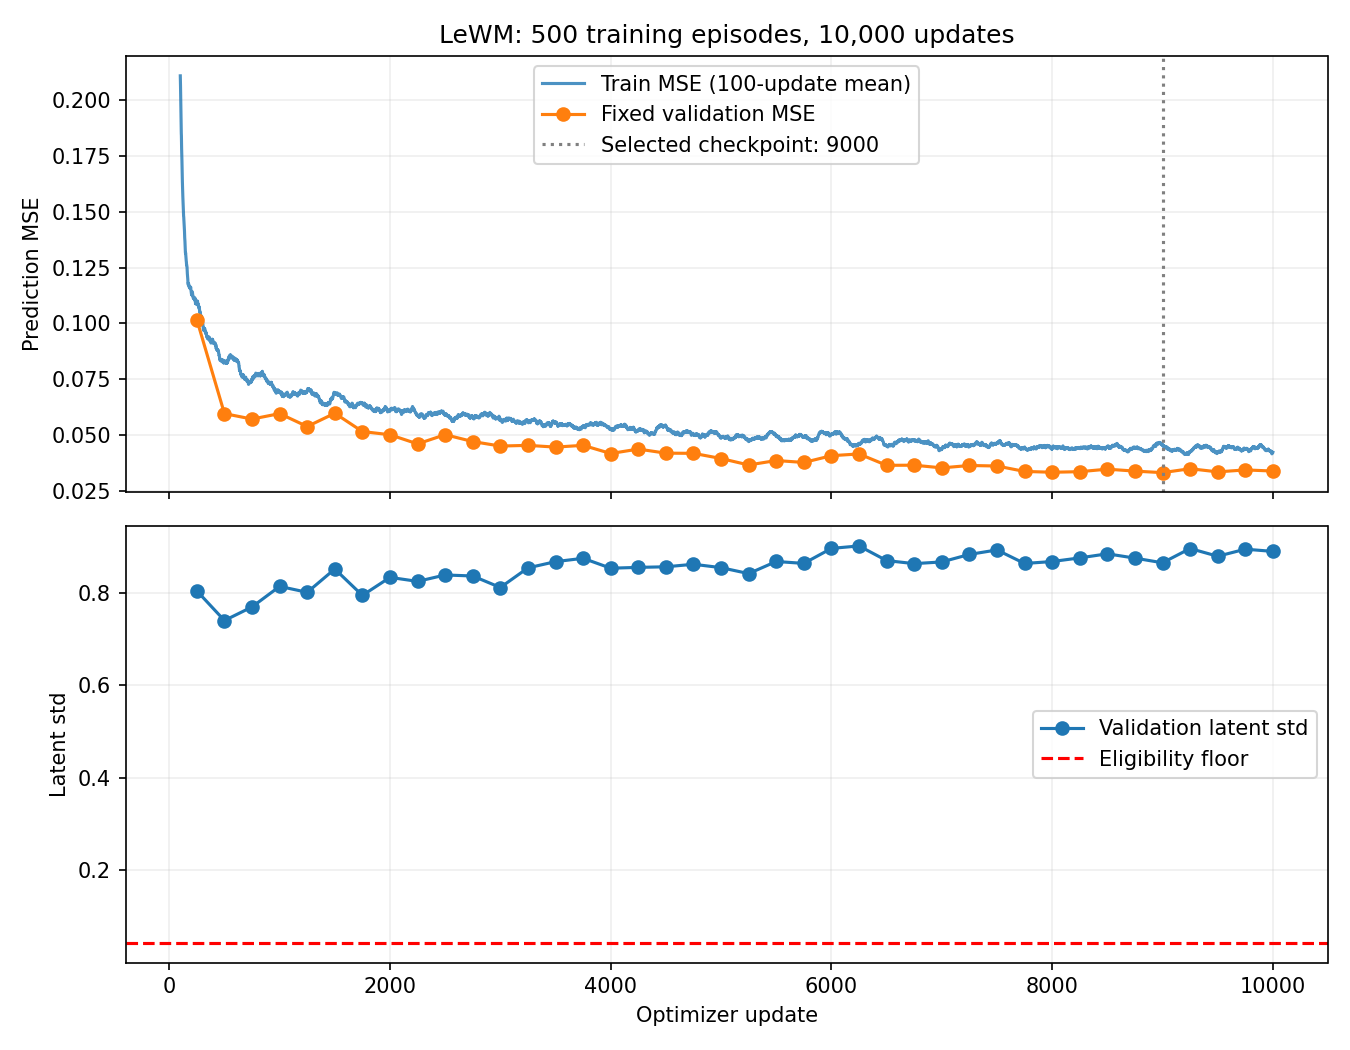 LeWM: 500 training episodes, 10,000 updates
Train MSE (100-update mean)
Fixed validation MSE
Selected checkpoint: 9000
Prediction MSE
0.200
0.175
0.150
0.125
0.100
0.075
0.050
0.025
Validation latent std
Eligibility floor
Latent std
0.8
0.6
0.4
0.2
0 2000 4000 6000 8000 10000
Optimizer update